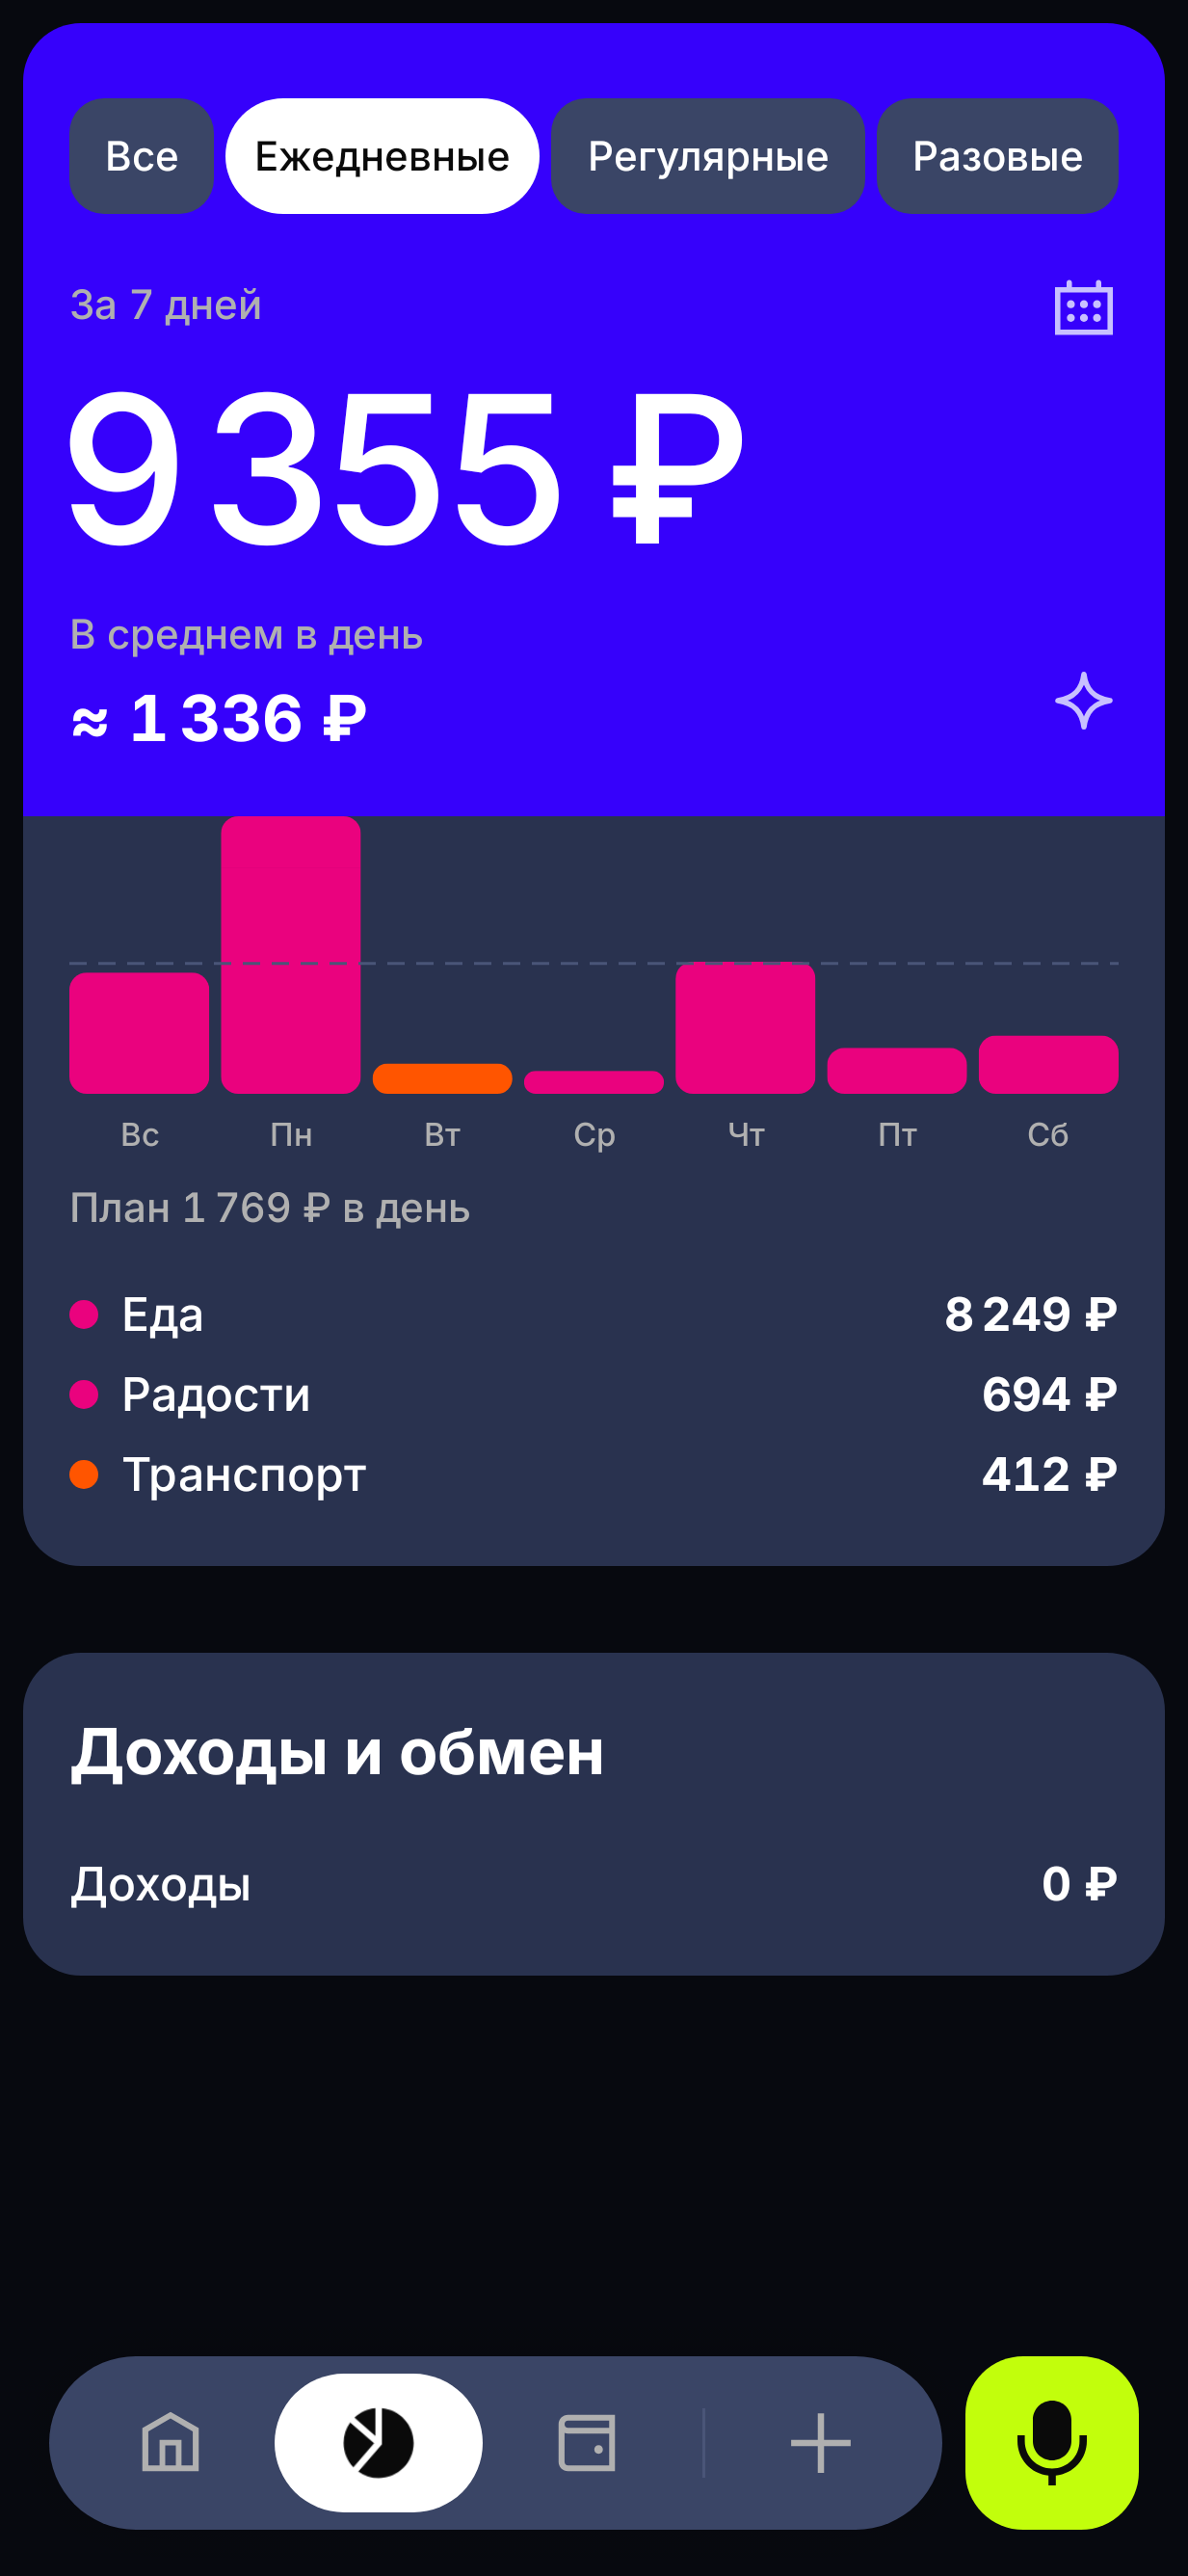 Все Ежедневные Регулярные Разовые
За 7 дней
9 355 ₽
В среднем в день
≈ 1 336 ₽
Вс Пн Вт Ср Чт Пт Сб
План 1 769 ₽ в день
Еда 8 249 ₽
Радости 694 ₽
Транспорт 412 ₽
Доходы и обмен
Доходы 0 ₽